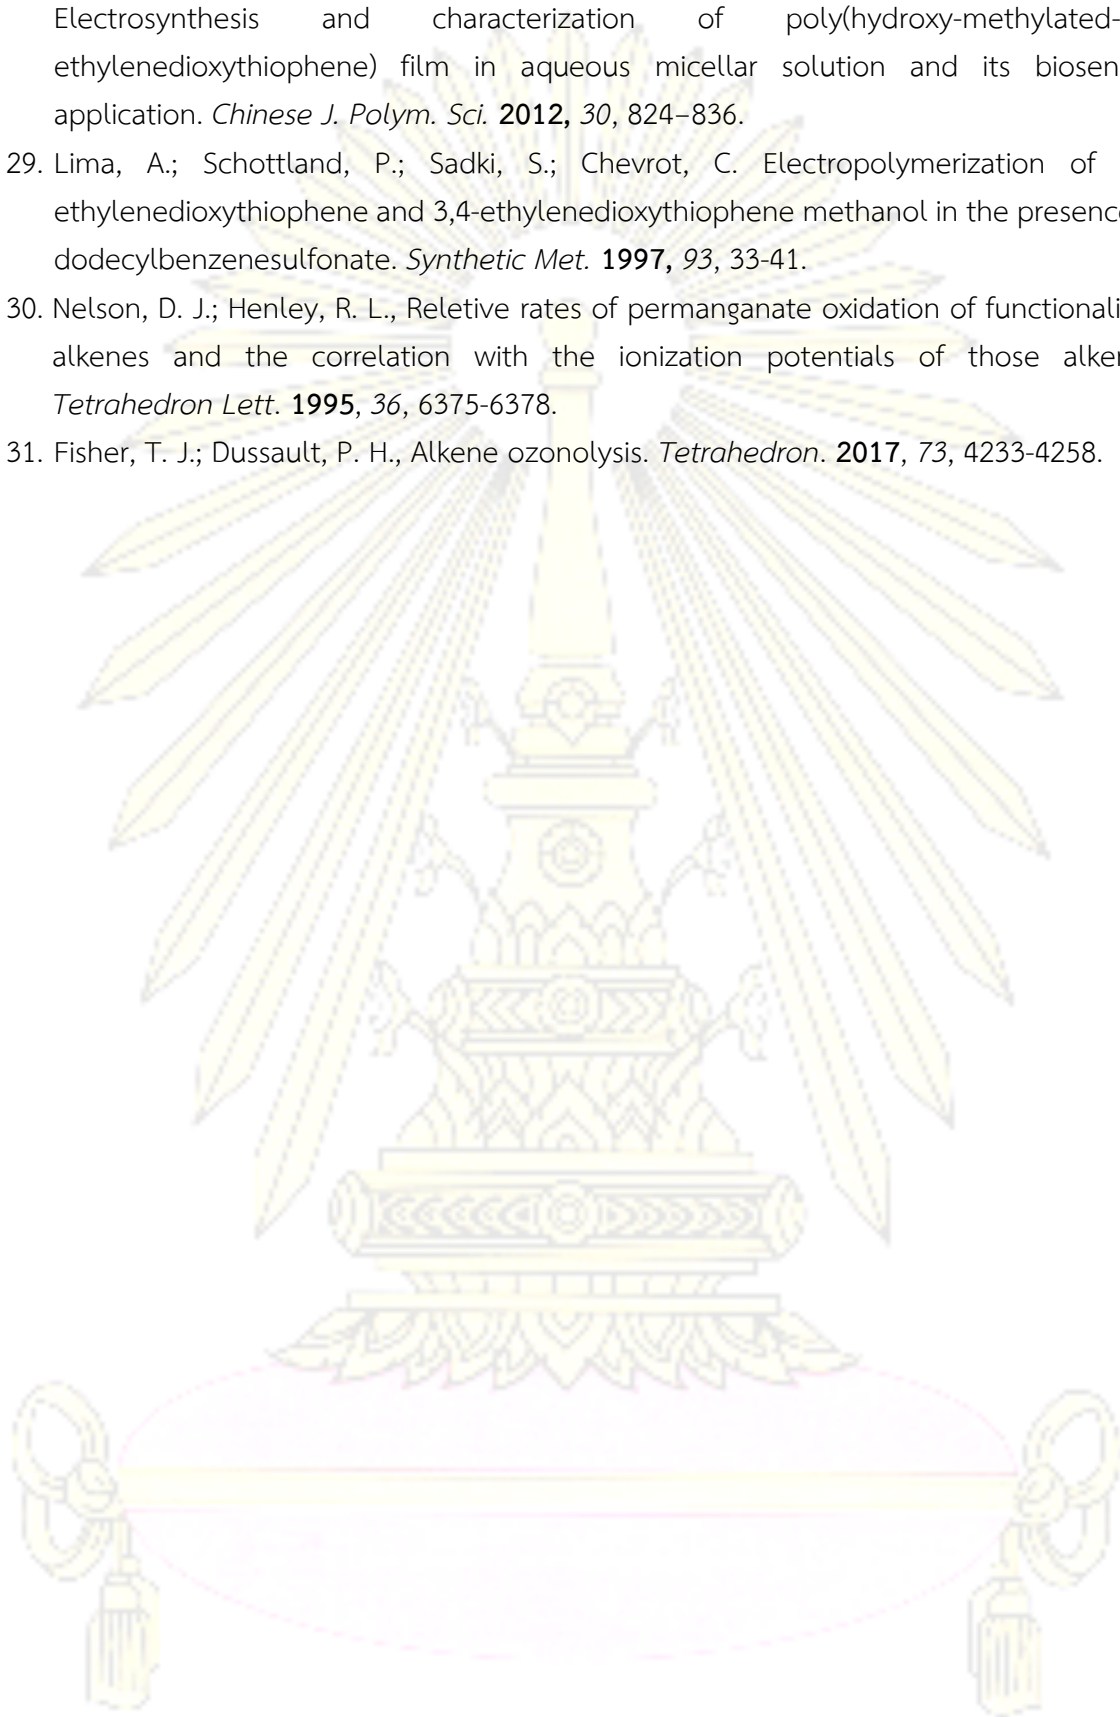 Electrosynthesis and characterization of poly(hydroxy-methylated-
ethylenedioxythiophene) film in aqueous micellar solution and its biosen
application. Chinese J. Polym. Sci. 2012, 30, 824–836.
29. Lima, A.; Schottland, P.; Sadki, S.; Chevrot, C. Electropolymerization of
ethylenedioxythiophene and 3,4-ethylenedioxythiophene methanol in the presence
dodecylbenzenesulfonate. Synthetic Met. 1997, 93, 33-41.
30. Nelson, D. J.; Henley, R. L., Reletive rates of permanganate oxidation of functionali
alkenes and the correlation with the ionization potentials of those alken
Tetrahedron Lett. 1995, 36, 6375-6378.
31. Fisher, T. J.; Dussault, P. H., Alkene ozonolysis. Tetrahedron. 2017, 73, 4233-4258.